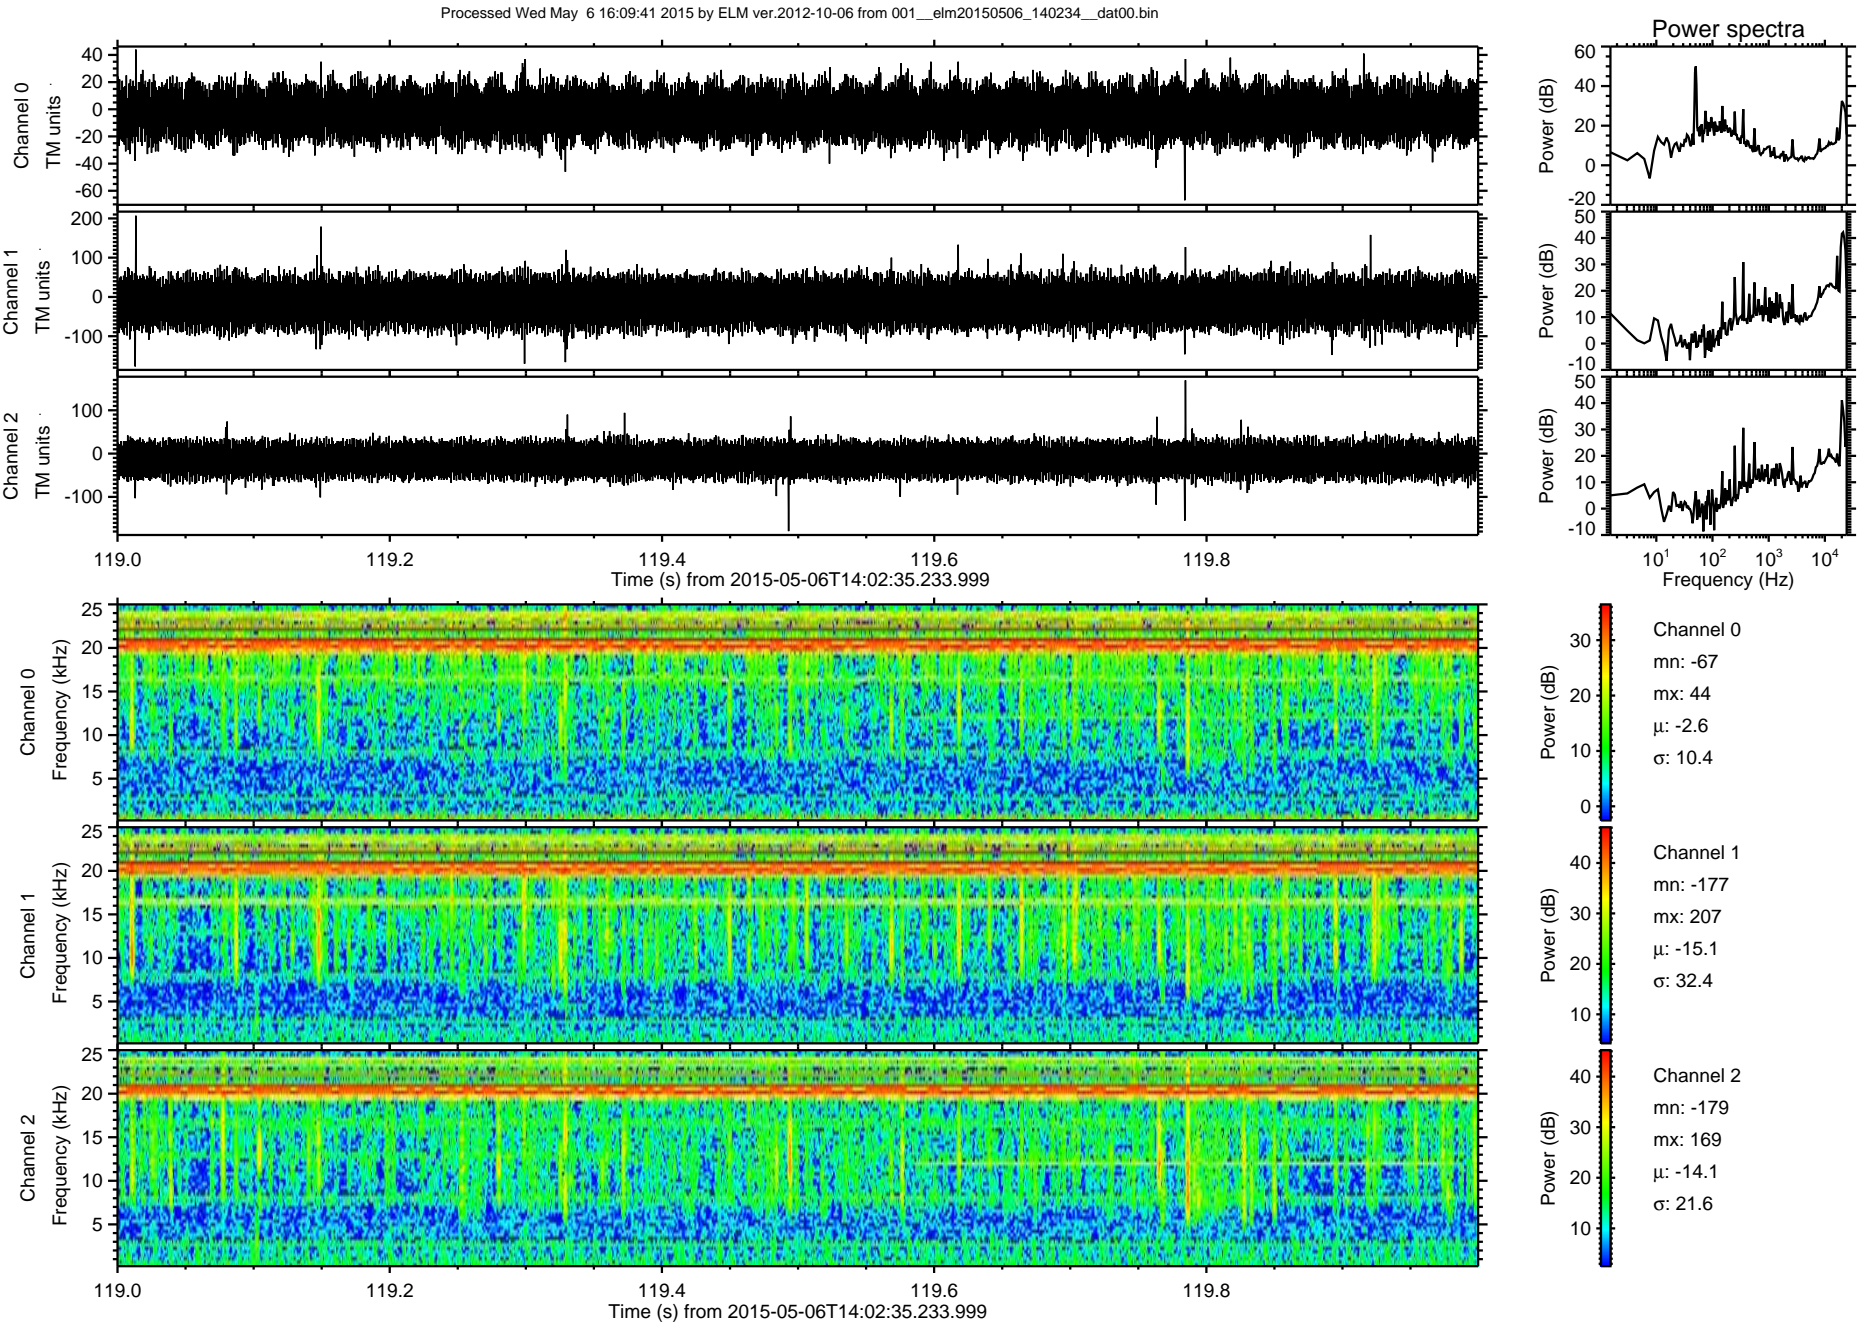 Processed Wed May  6 16:09:41 2015 by ELM ver.2012-10-06 from 001__elm20150506_140234__dat00.bin
Power spectra
Channel 0
TM units
40
20
0
-20
-40
-60
Power (dB)
60
40
20
0
-20
Channel 1
TM units
200
100
0
-100
Power (dB)
50
40
30
20
10
0
-10
Channel 2
TM units
100
0
-100
Power (dB)
50
40
30
20
10
0
-10
119.0 119.2 119.4 119.6 119.8
Time (s) from 2015-05-06T14:02:35.233.999
10^1 10^2 10^3 10^4
Frequency (Hz)
Channel 0
Frequency (kHz)
25
20
15
10
5
Power (dB)
30
20
10
0
Channel 0
mn: -67
mx: 44
µ: -2.6
σ: 10.4
Channel 1
Frequency (kHz)
25
20
15
10
5
Power (dB)
40
30
20
10
Channel 1
mn: -177
mx: 207
µ: -15.1
σ: 32.4
Channel 2
Frequency (kHz)
25
20
15
10
5
Power (dB)
40
30
20
10
Channel 2
mn: -179
mx: 169
µ: -14.1
σ: 21.6
119.0 119.2 119.4 119.6 119.8
Time (s) from 2015-05-06T14:02:35.233.999